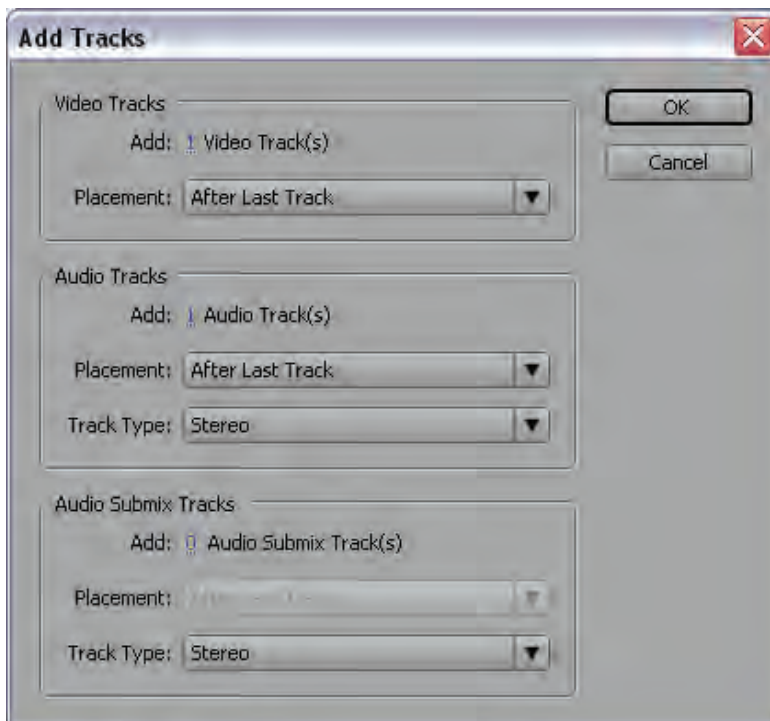 Add Tracks
Video Tracks
Add: 1 Video Track(s)
Placement: After Last Track
Audio Tracks
Add: 1 Audio Track(s)
Placement: After Last Track
Track Type: Stereo
Audio Submix Tracks
Add: 0 Audio Submix Track(s)
Placement:
Track Type: Stereo
OK
Cancel